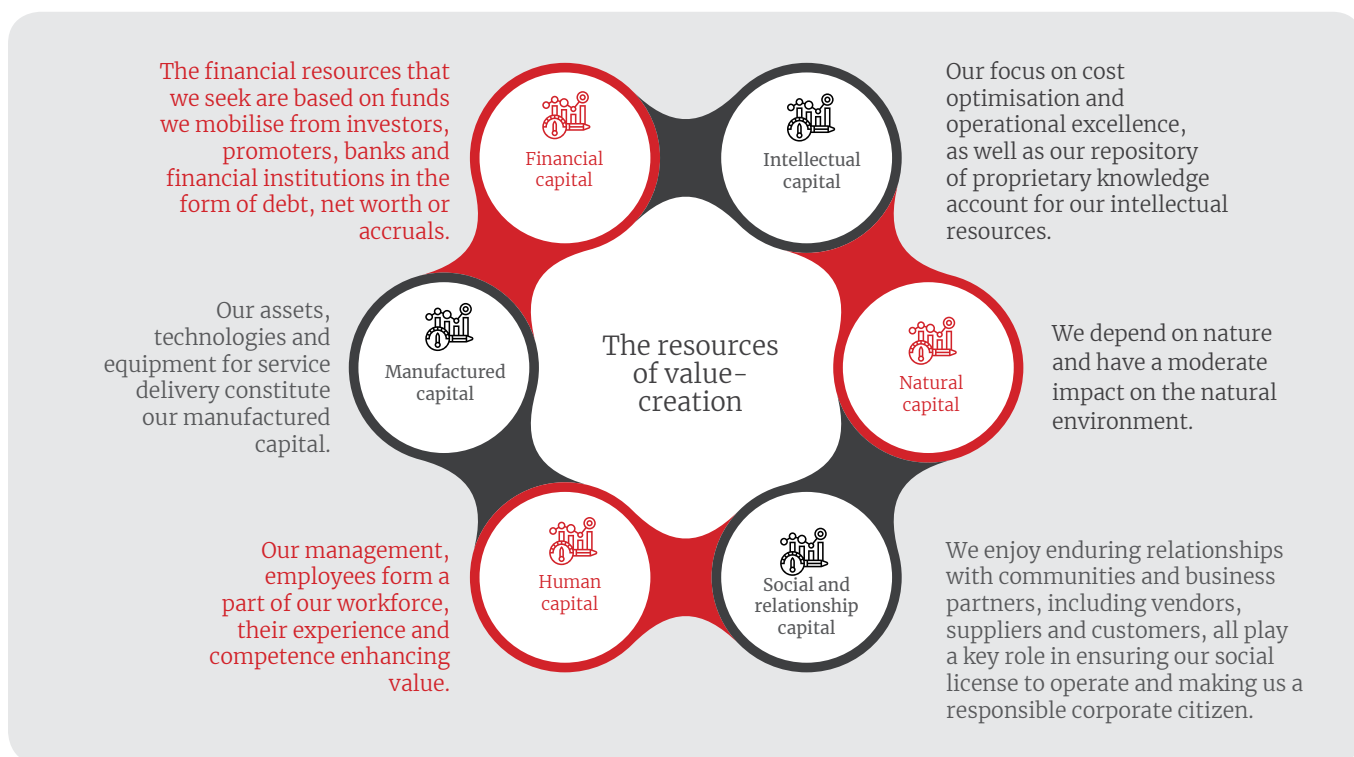 The financial resources that
we seek are based on funds
we mobilise from investors,
promoters, banks and
financial institutions in the
form of debt, net worth or
accruals.
Financial
capital
Intellectual
capital
Our focus on cost
optimisation and
operational excellence,
as well as our repository
of proprietary knowledge
account for our intellectual
resources.
Our assets,
technologies and
equipment for service
delivery constitute
our manufactured
capital.
Manufactured
capital
The resources
of value-
creation
Natural
capital
We depend on nature
and have a moderate
impact on the natural
environment.
Our management,
employees form a
part of our workforce,
their experience and
competence enhancing
value.
Human
capital
Social and
relationship
capital
We enjoy enduring relationships
with communities and business
partners, including vendors,
suppliers and customers, all play
a key role in ensuring our social
license to operate and making us a
responsible corporate citizen.